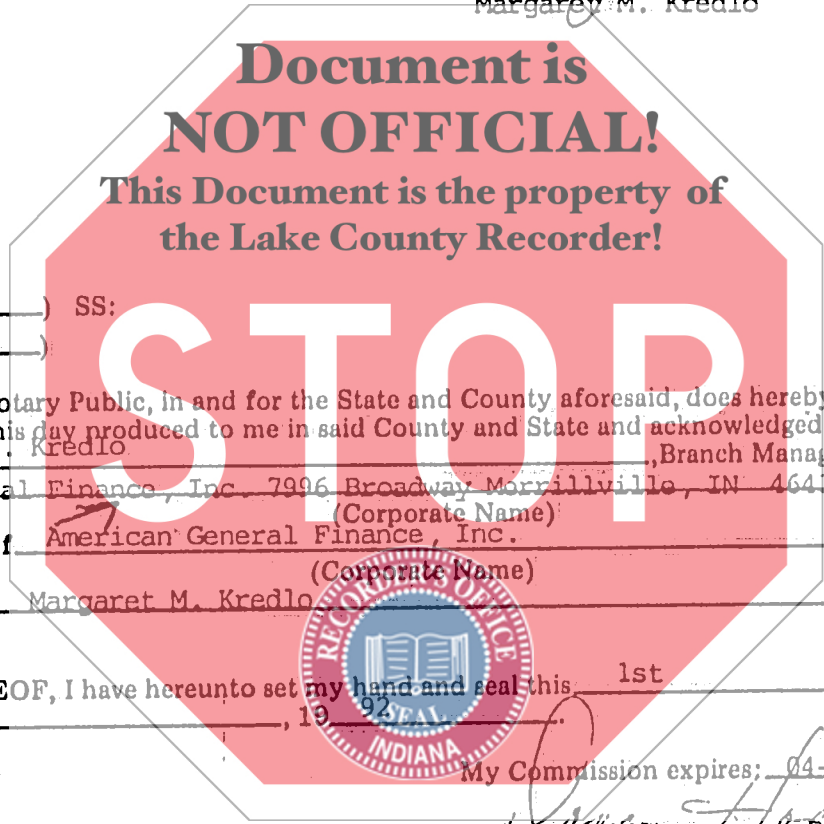 Margaret M. Kredlo
Document is
NOT OFFICIAL!
This Document is the property of
the Lake County Recorder!
) SS:
)
STOP
otary Public, in and for the State and County aforesaid, does hereby
his day produced to me in said County and State and acknowledged
. Kredlo
,Branch Manag
al Finance, Inc. 7996 Broadway Morrillville, IN 4641
(Corporate Name)
f American General Finance, Inc.
(Corporate Name)
Margaret M. Kredlo
RECORDER'S OFFICE
SEAL
INDIANA
EOF, I have hereunto set my hand and seal this 1st
, 19 92 .
My Commission expires: 04-